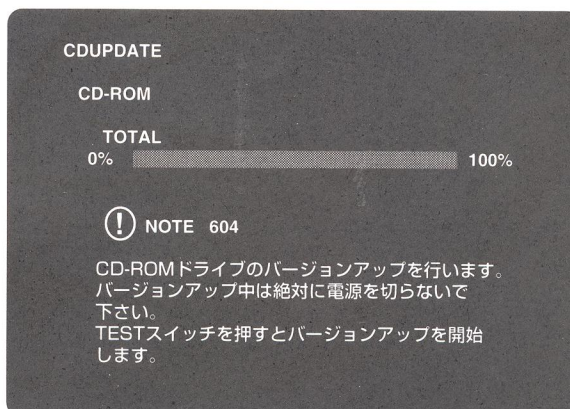 CDUPDATE
CD-ROM
TOTAL
0% 100%
! NOTE 604
CD-ROMドライブのバージョンアップを行います。
バージョンアップ中は絶対に電源を切らないで
下さい。
TESTスイッチを押すとバージョンアップを開始
します。